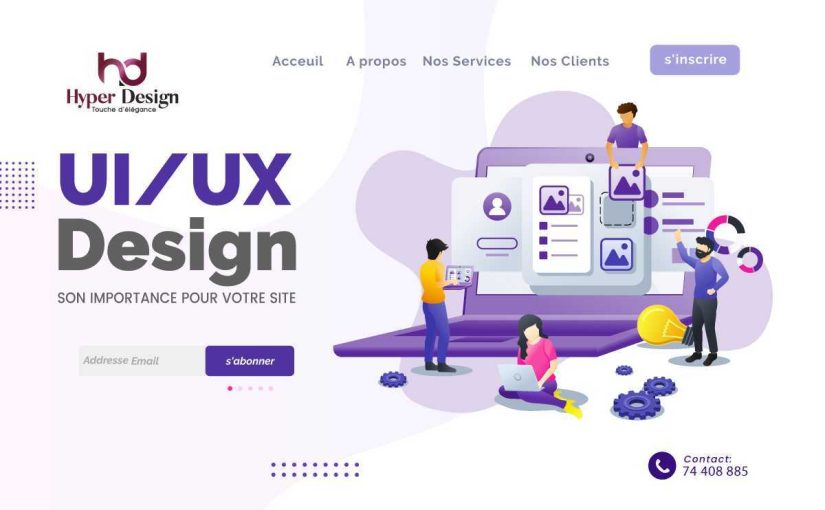 hd
Hyper Design
Touche d'élégance
Acceuil A propos Nos Services Nos Clients s'inscrire
UI/UX
Design
SON IMPORTANCE POUR VOTRE SITE
Addresse Email s'abonner
Contact:
74 408 885